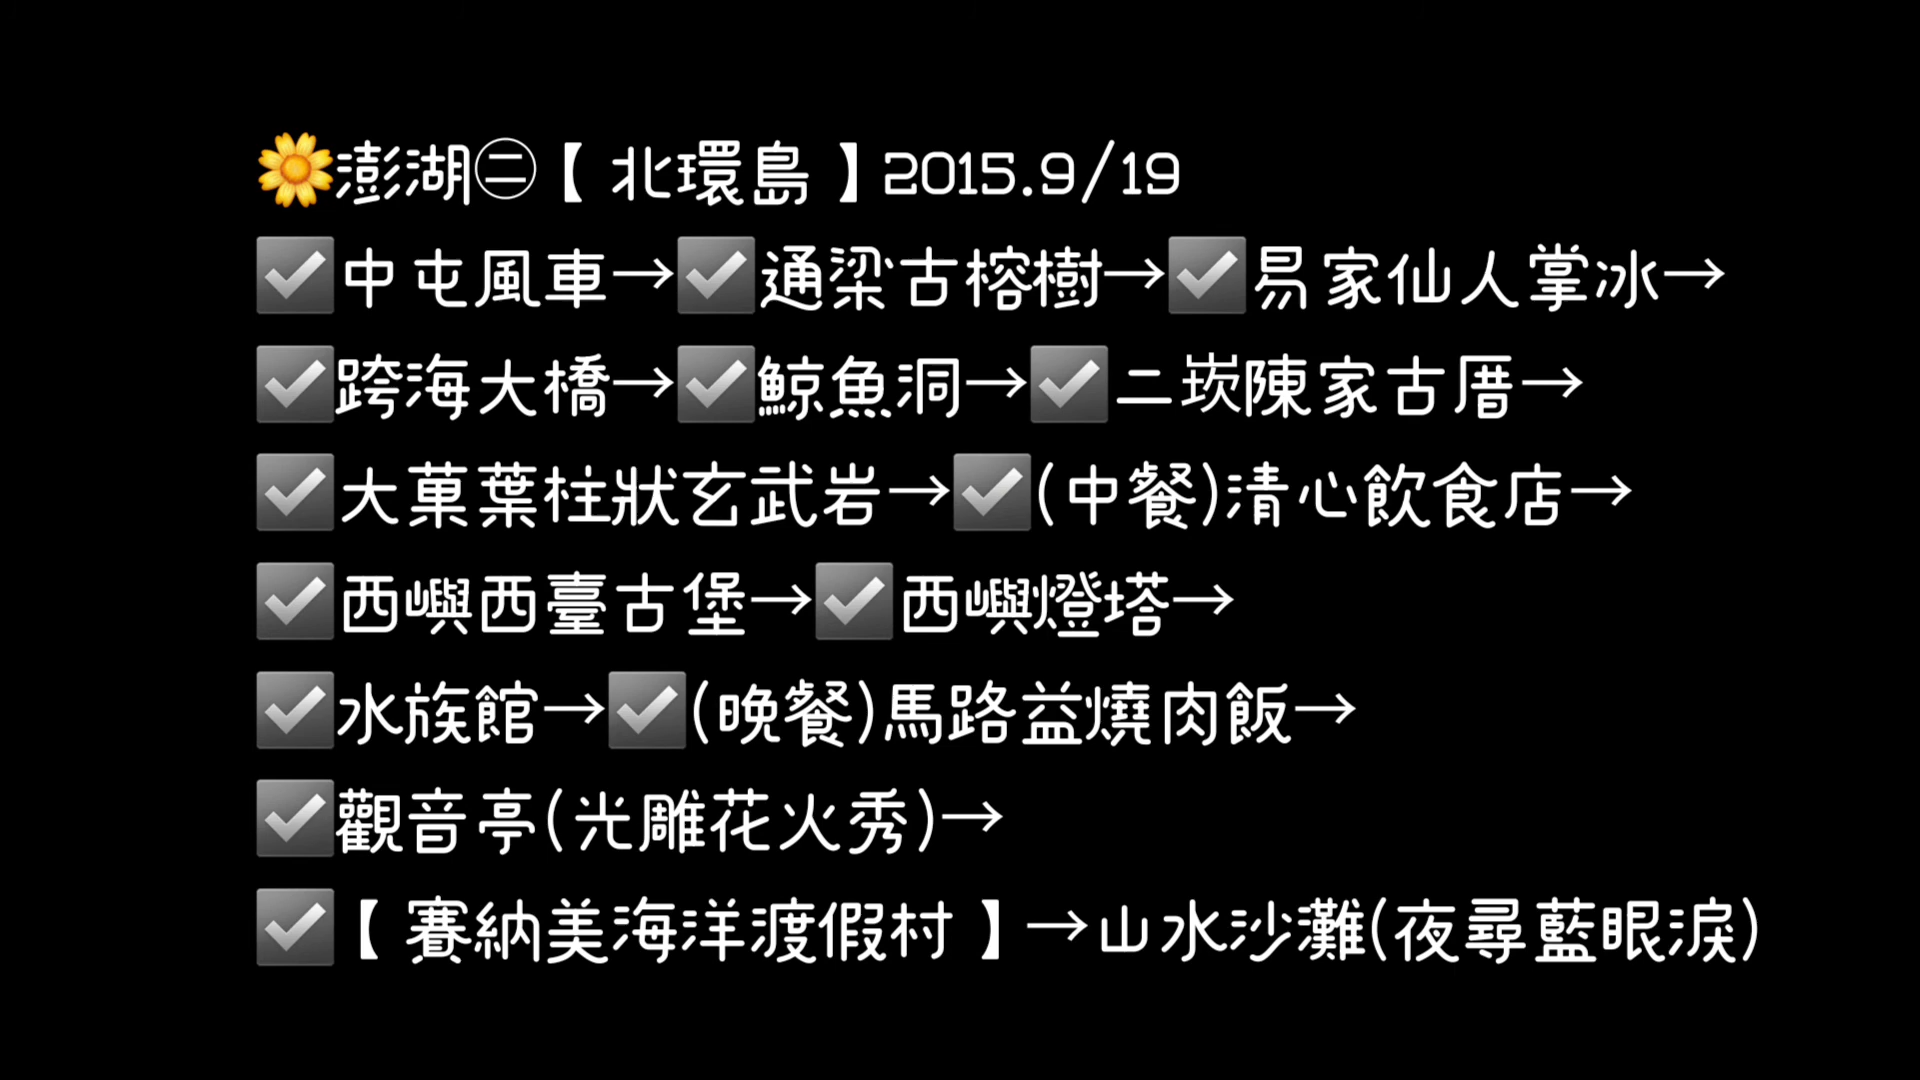 🌼澎湖㊁【北環島】2015.9/19
☑中屯風車→☑通梁古榕樹→☑易家仙人掌冰→
☑跨海大橋→☑鯨魚洞→☑二崁陳家古厝→
☑大菓葉柱狀玄武岩→☑(中餐)清心飲食店→
☑西嶼西臺古堡→☑西嶼燈塔→
☑水族館→☑(晚餐)馬路益燒肉飯→
☑觀音亭(光雕花火秀)→
☑【賽納美海洋渡假村】→山水沙灘(夜尋藍眼淚)